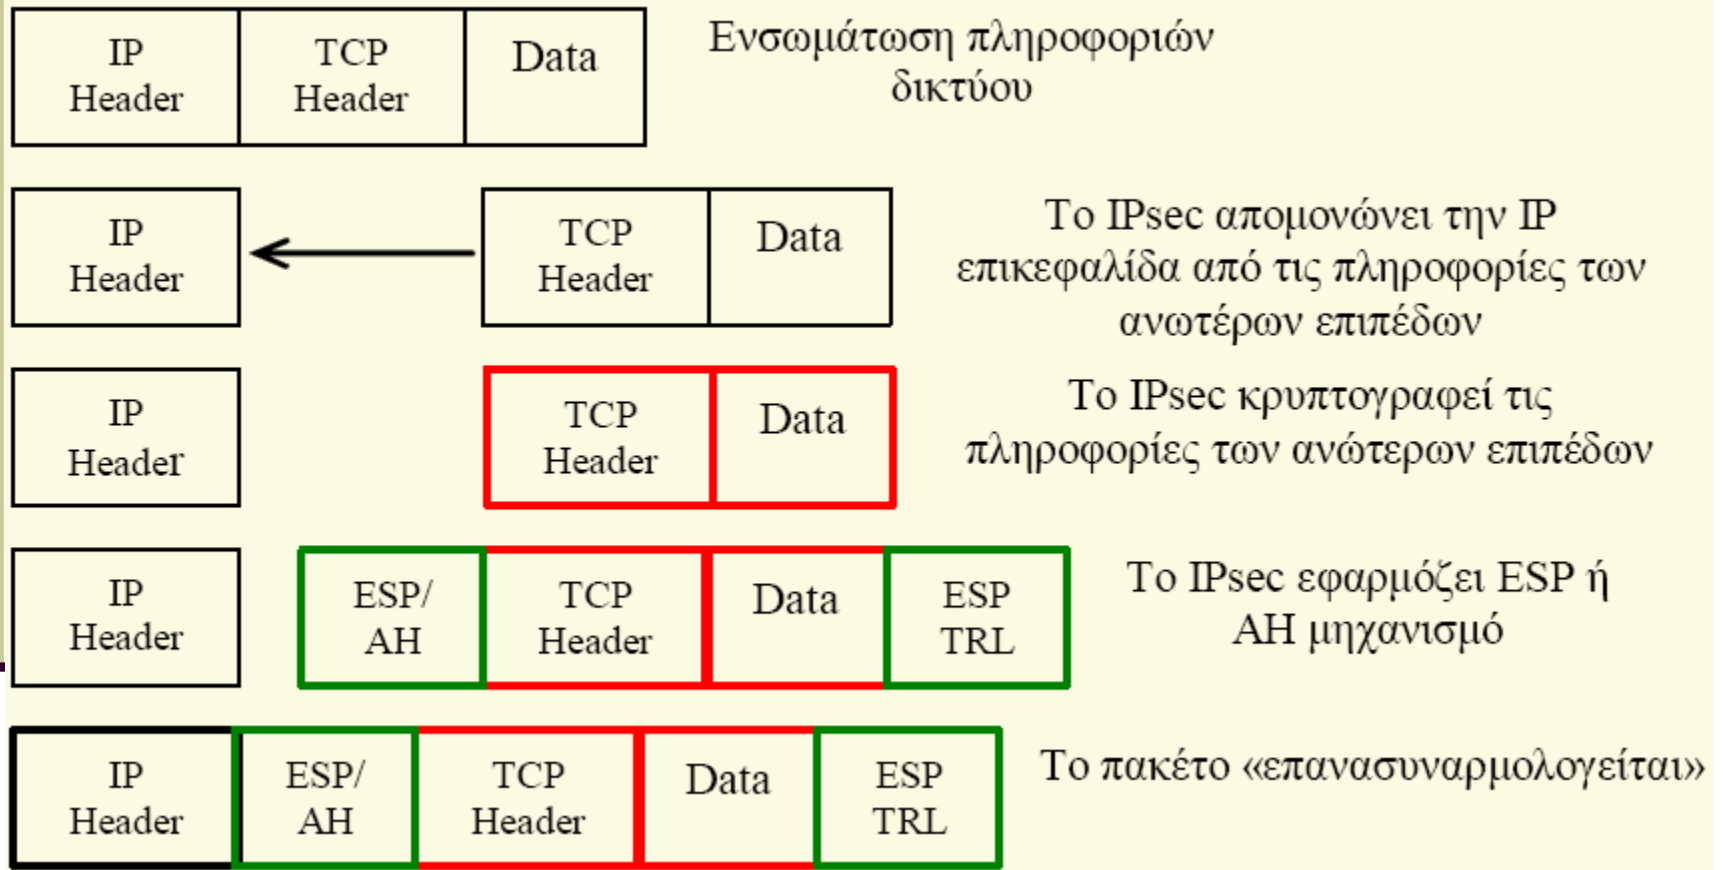 IP
Header
TCP
Header
Data
Ενσωμάτωση πληροφοριών
δικτύου
IP
Header
TCP
Header
Data
Το IPsec απομονώνει την IP
επικεφαλίδα από τις πληροφορίες των
ανωτέρων επιπέδων
IP
Header
TCP
Header
Data
Το IPsec κρυπτογραφεί τις
πληροφορίες των ανώτερων επιπέδων
IP
Header
ESP/
AH
TCP
Header
Data
ESP
TRL
Το IPsec εφαρμόζει ESP ή
AH μηχανισμό
IP
Header
ESP/
AH
TCP
Header
Data
ESP
TRL
Το πακέτο «επανασυναρμολογείται»